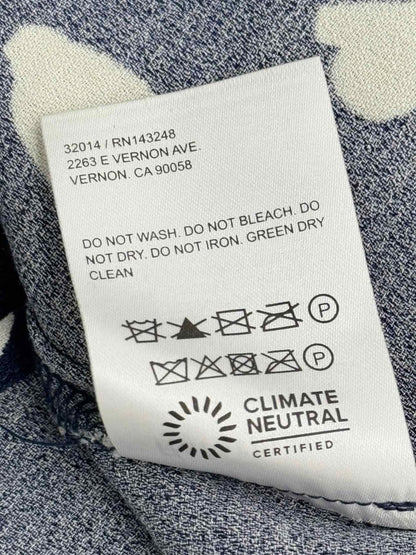 32014 / RN143248
2263 E VERNON AVE.
VERNON. CA 90058
DO NOT WASH. DO NOT BLEACH. DO
NOT DRY. DO NOT IRON. GREEN DRY
CLEAN
P
P
CLIMATE
NEUTRAL
CERTIFIED